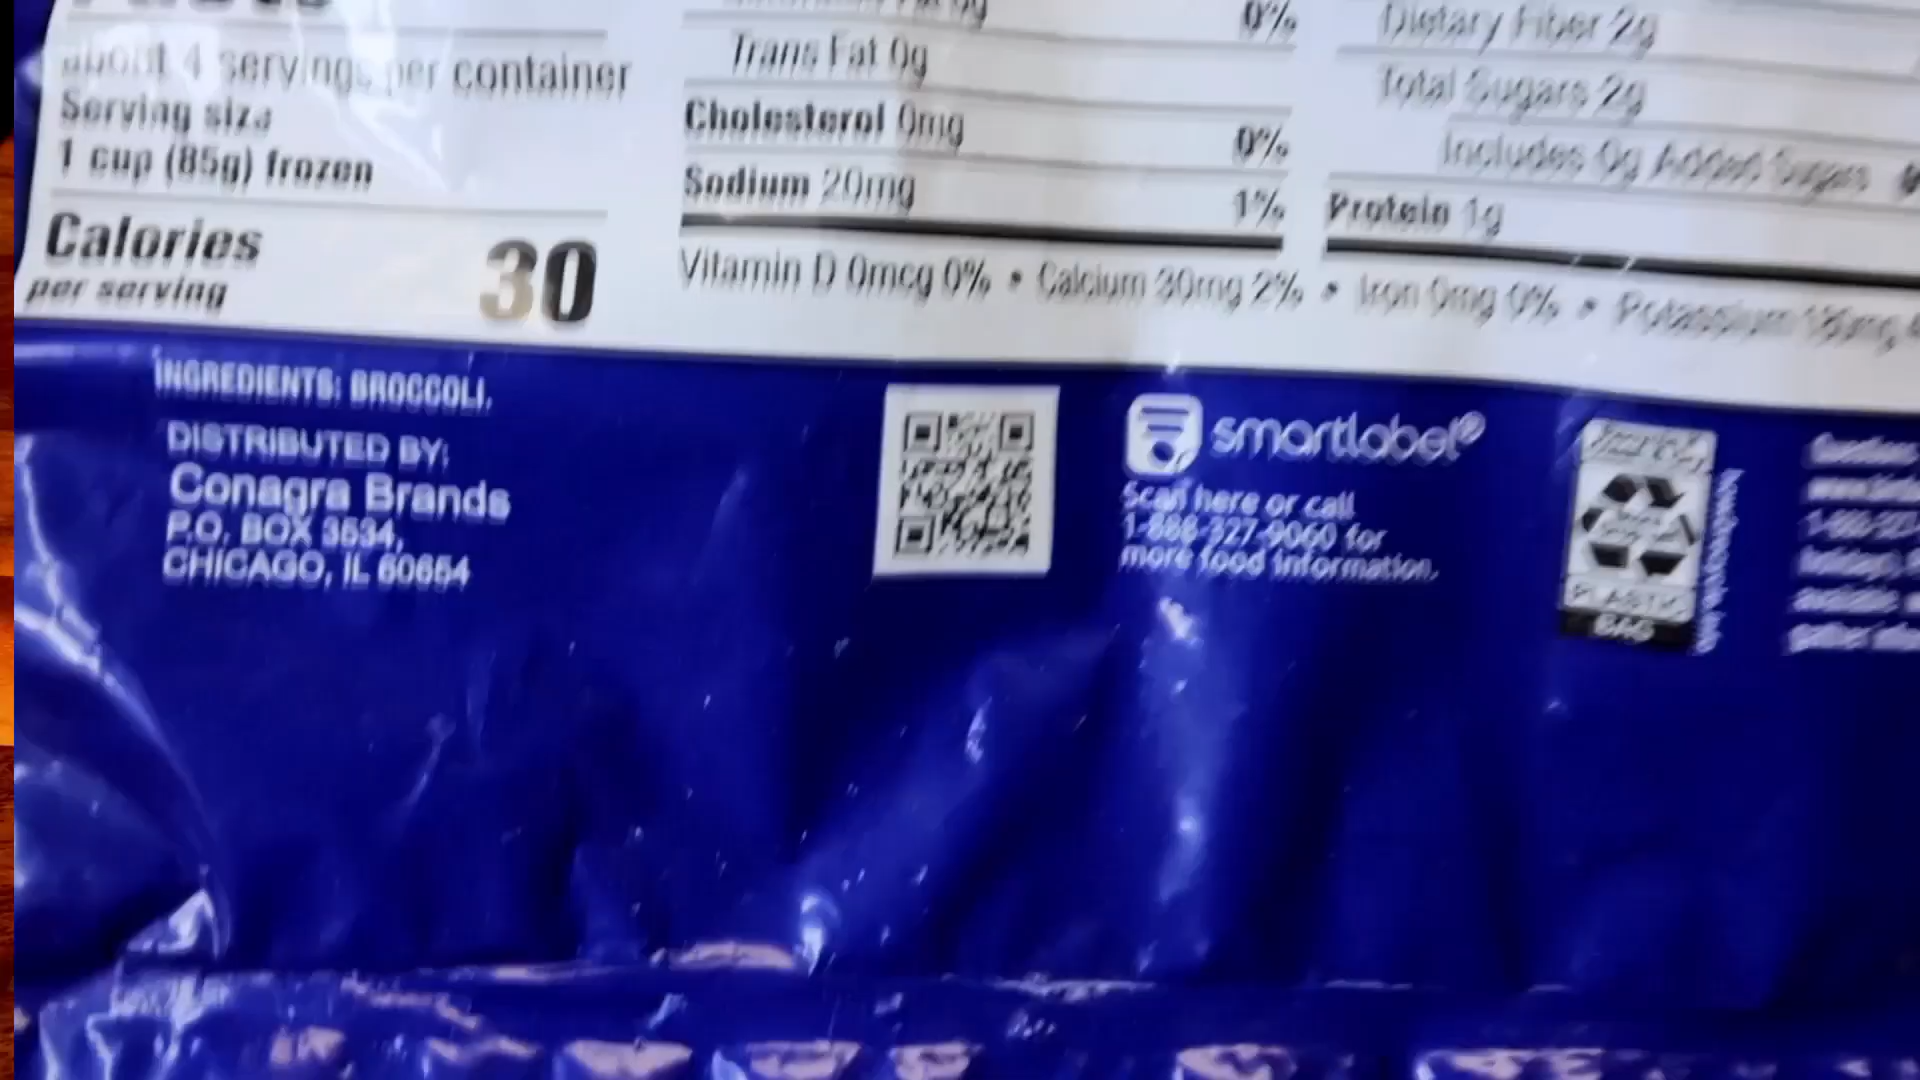 about 4 servings per container
Serving size
1 cup (85g) frozen
Calories
per serving
30
0%
Trans Fat 0g
Cholesterol 0mg 0%
Sodium 20mg 1%
Dietary Fiber 2g
Total Sugars 2g
Includes 0g Added Sugars
Protein 1g
Vitamin D 0mcg 0% • Calcium 30mg 2% • Iron 0mg 0% • Potassium
INGREDIENTS: BROCCOLI.
DISTRIBUTED BY:
Conagra Brands
P.O. BOX 3534,
CHICAGO, IL 60654
smartlabel®
Scan here or call
1-888-327-9060 for
more food information.
PLASTIC
BAG